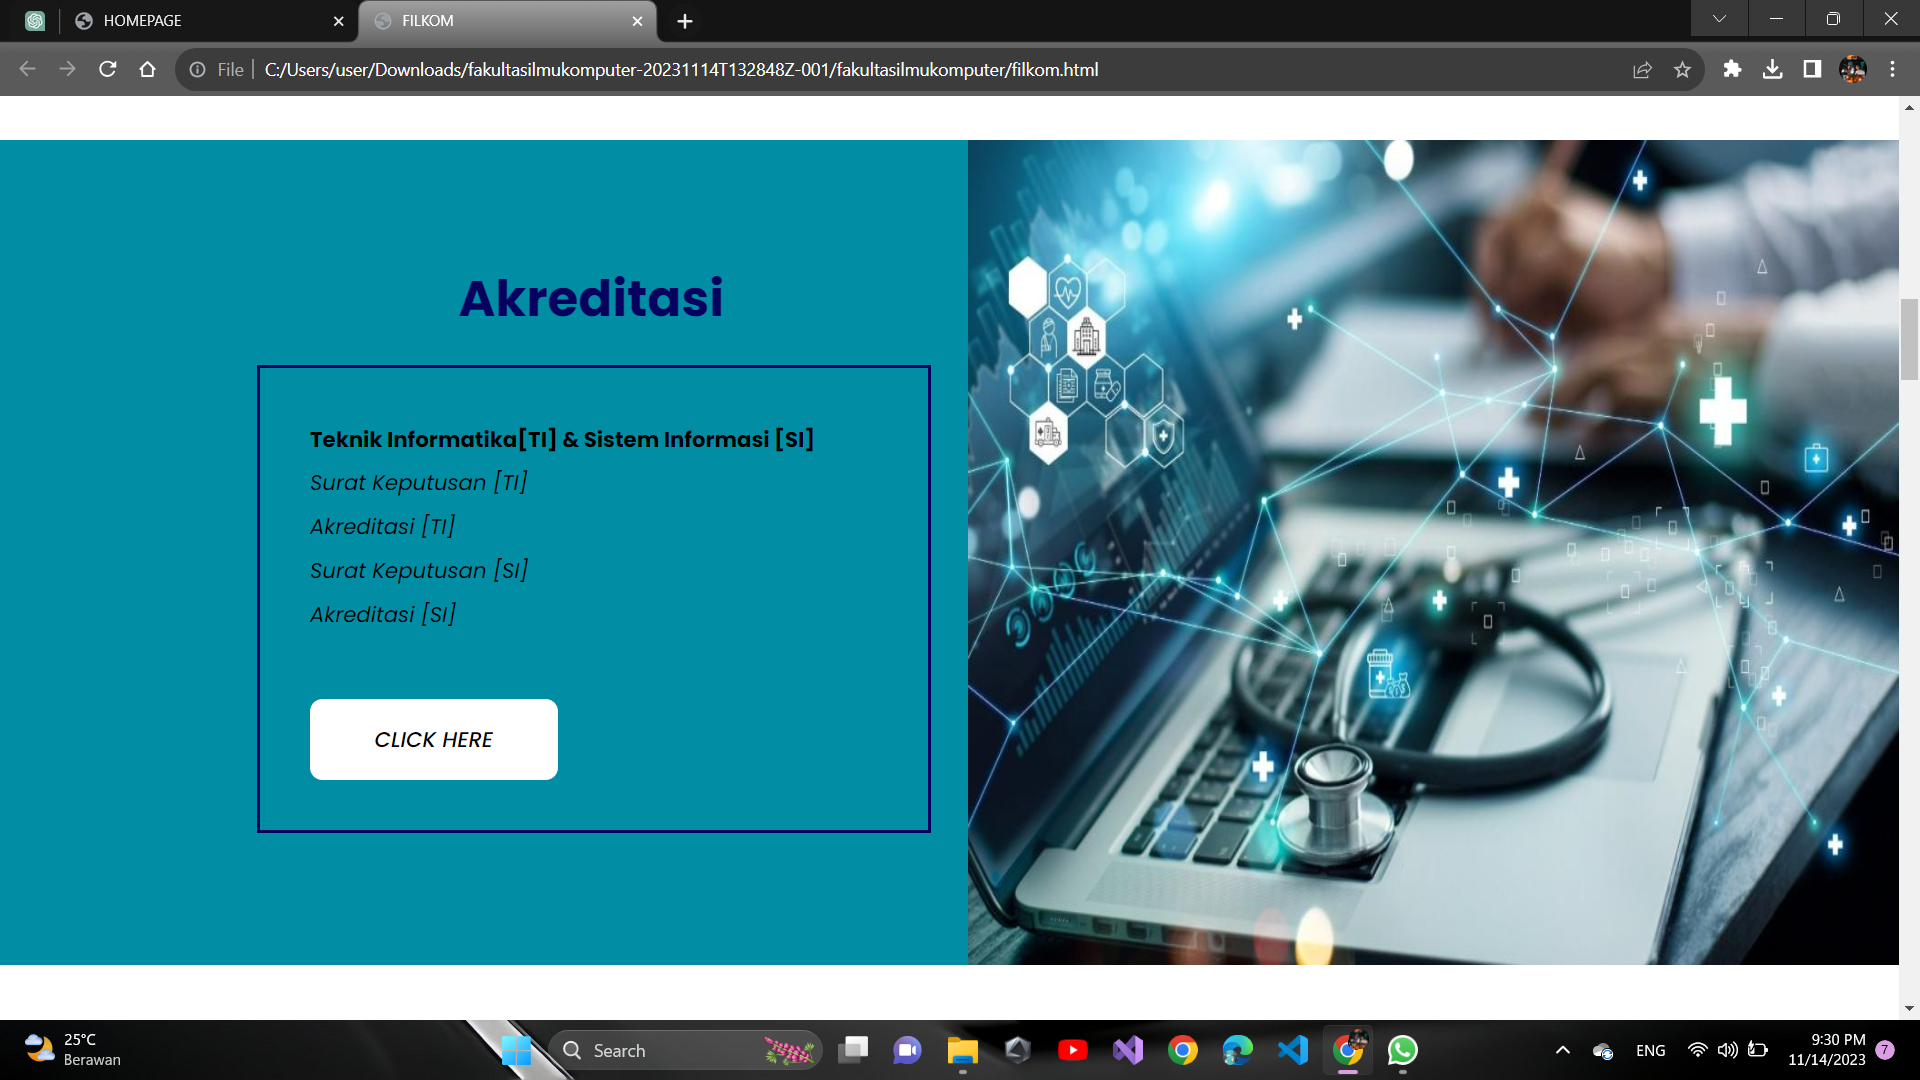 HOMEPAGE
FILKOM
File
C:/Users/user/Downloads/fakultasilmukomputer-20231114T132848Z-001/fakultasilmukomputer/filkom.html
Akreditasi
Teknik Informatika[TI] & Sistem Informasi [SI]
Surat Keputusan [TI]
Akreditasi [TI]
Surat Keputusan [SI]
Akreditasi [SI]
CLICK HERE
25°C
Berawan
Search
ENG
9:30 PM
11/14/2023
7